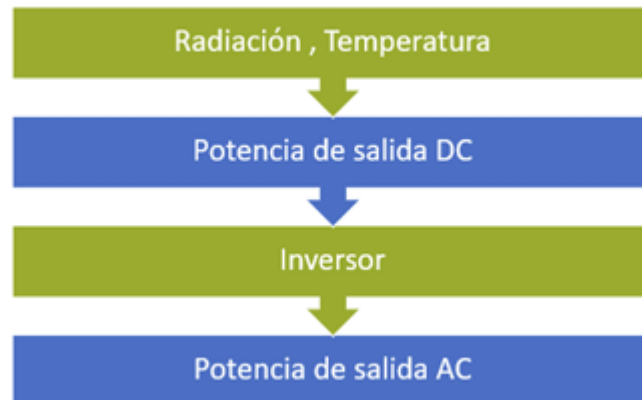 Radiación , Temperatura
Potencia de salida DC
Inversor
Potencia de salida AC